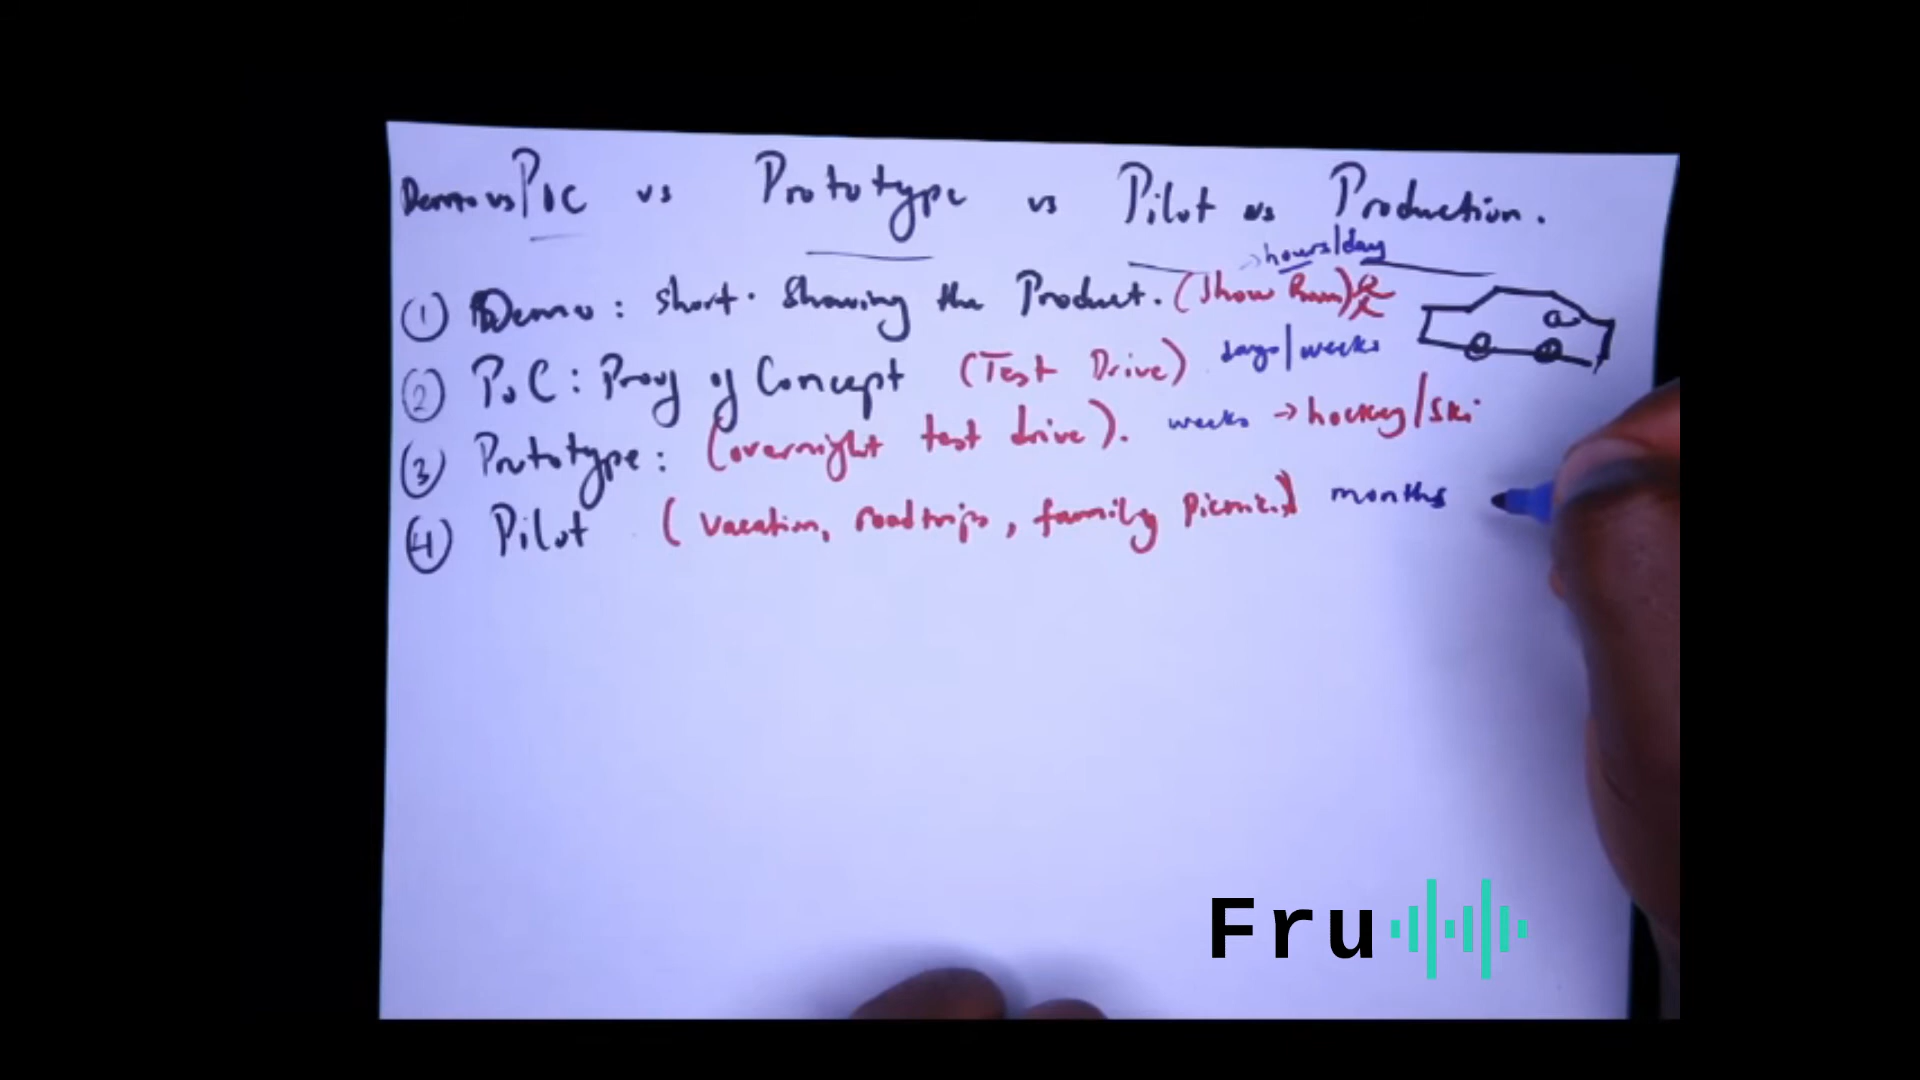 Demo vs PoC vs Prototype vs Pilot vs Production.
→ hours/day
① Demo: short. Showing the Product. (Show Room)
② PoC: Proof of Concept (Test Drive) days/weeks
③ Prototype: (overnight test drive). weeks → hockey/ski
④ Pilot (vacation, roadtrips, family picnic) months
Fru